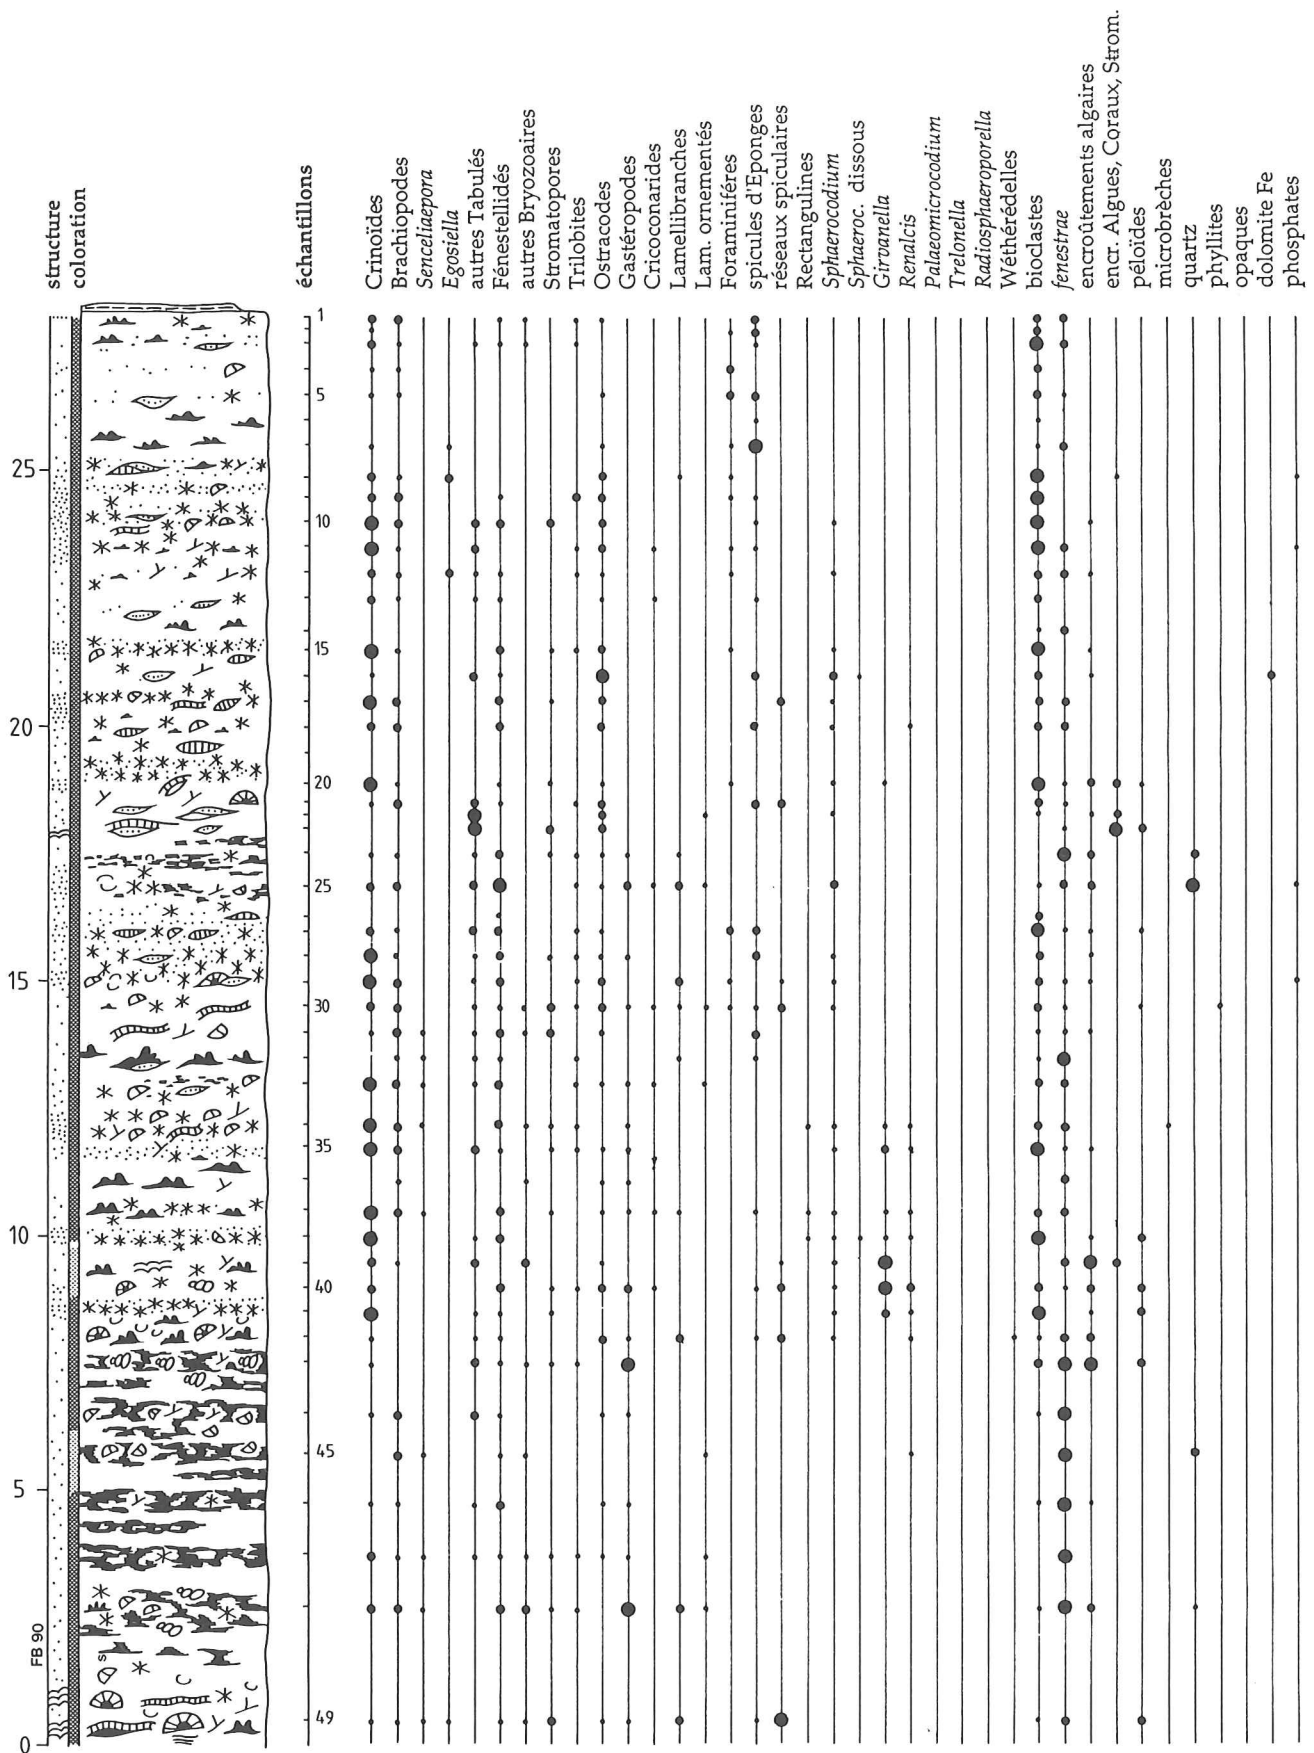 structure
coloration
échantillons
Crinoïdes
Brachiopodes
Senceliaepora
Egosiella
autres Tabulés
Fénestellidés
autres Bryozoaires
Stromatopores
Trilobites
Ostracodes
Gastéropodes
Cricoconarides
Lamellibranches
Lam. ornementés
Foraminiféres
spicules d'Eponges
réseaux spiculaires
Rectangulines
Sphaerocodium
Sphaeroc. dissous
Girvanella
Renalcis
Palaeomicrocodium
Trelonella
Radiosphaeroporella
Wéthérédelles
bioclastes
fenestrae
encroûtements algaires
encr. Algues, Coraux, Strom.
péloïdes
microbrèches
quartz
phyllites
opaques
dolomite Fe
phosphates
1
5
25
10
15
20
20
25
15
30
35
10
40
45
5
FB 90
s
49
0